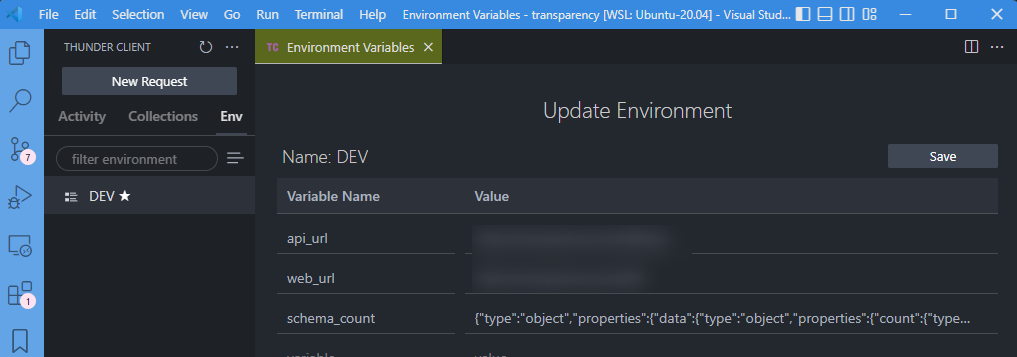 File Edit Selection View Go Run Terminal Help Environment Variables - transparency [WSL: Ubuntu-20.04] - Visual Stud...
THUNDER CLIENT
TC Environment Variables
New Request
Activity Collections Env
filter environment
DEV ★
7
1
Update Environment
Name: DEV
Save
Variable Name Value
api_url
web_url
schema_count {"type":"object","properties":{"data":{"type":"object","properties":{"count":{"type...
variable value